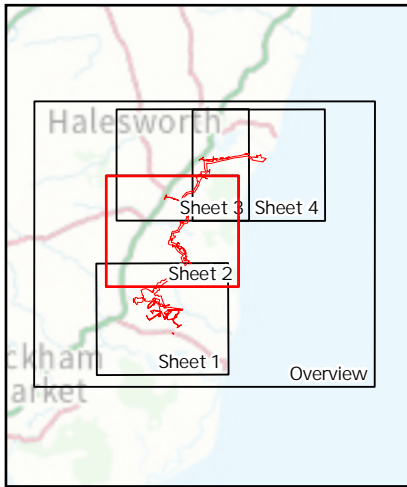 Halesworth
Sheet 3
Sheet 4
Sheet 2
Sheet 1
ckham
arket
Overview